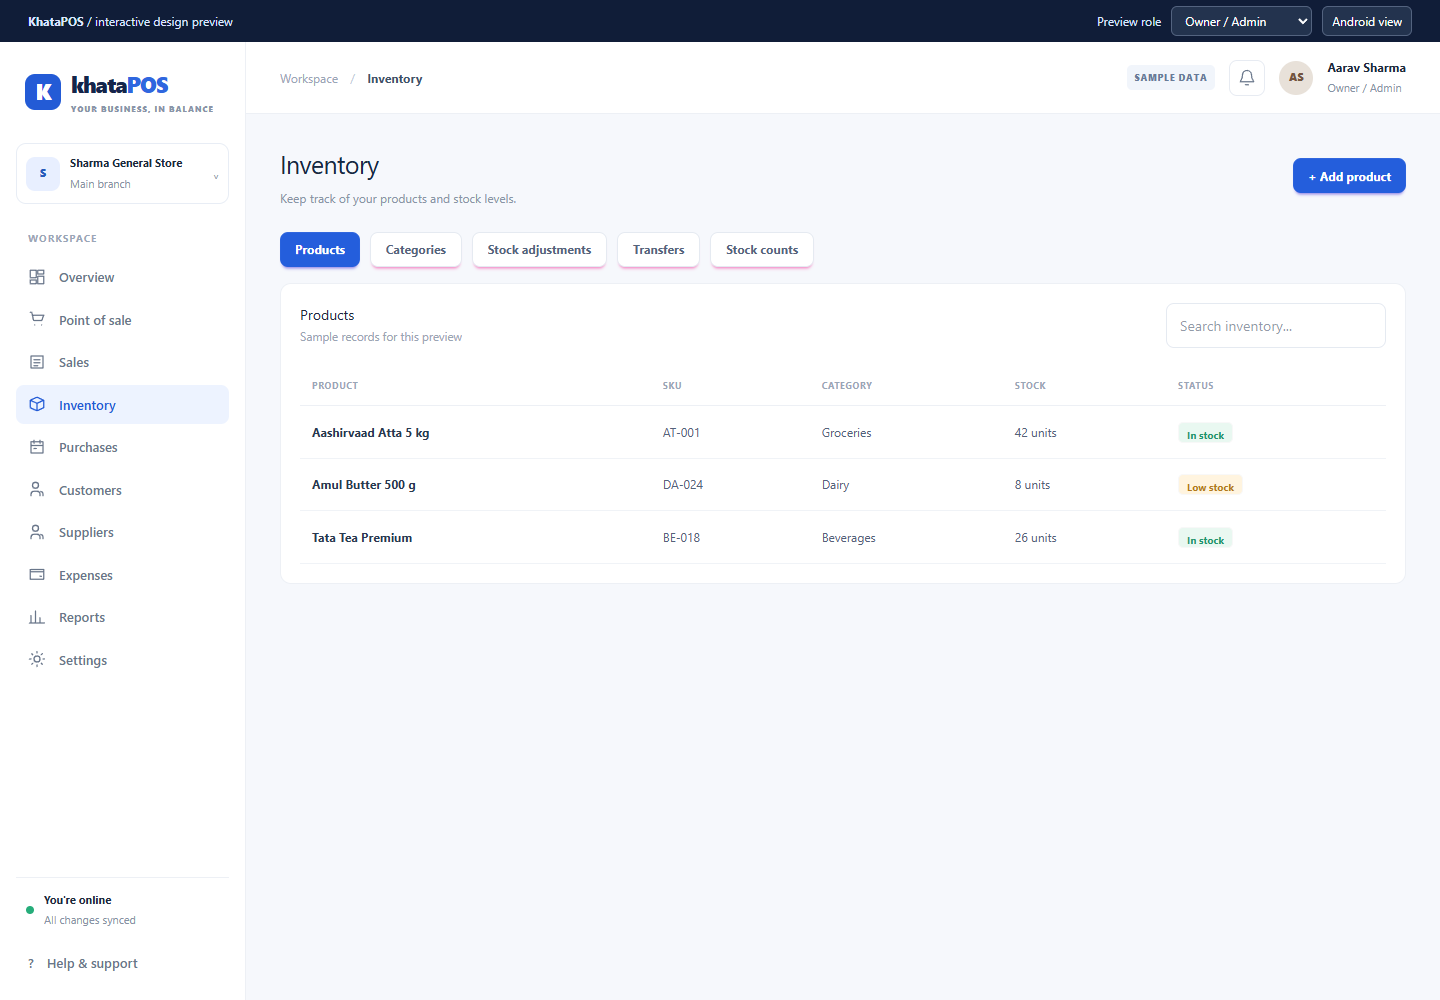 KhataPOS / interactive design preview
Preview role
Owner / Admin
Android view
K
khataPOS
YOUR BUSINESS, IN BALANCE
S
Sharma General Store
Main branch
v
WORKSPACE
Overview
Point of sale
Sales
Inventory
Purchases
Customers
Suppliers
Expenses
Reports
Settings
You're online
All changes synced
? Help & support
Workspace / Inventory
SAMPLE DATA
AS
Aarav Sharma
Owner / Admin
Inventory
Keep track of your products and stock levels.
+ Add product
Products Categories Stock adjustments Transfers Stock counts
Products
Sample records for this preview
Search inventory...
PRODUCT SKU CATEGORY STOCK STATUS
Aashirvaad Atta 5 kg AT-001 Groceries 42 units In stock
Amul Butter 500 g DA-024 Dairy 8 units Low stock
Tata Tea Premium BE-018 Beverages 26 units In stock